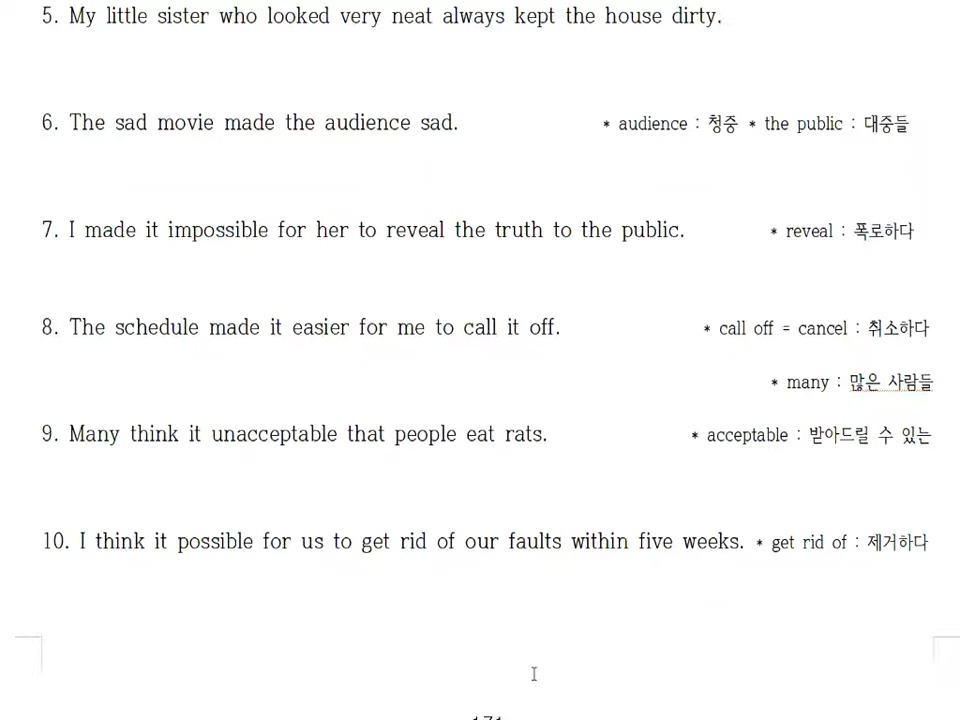 5. My little sister who looked very neat always kept the house dirty.
6. The sad movie made the audience sad. * audience : 청중 * the public : 대중들
7. I made it impossible for her to reveal the truth to the public. * reveal : 폭로하다
8. The schedule made it easier for me to call it off. * call off = cancel : 취소하다
* many : 많은 사람들
9. Many think it unacceptable that people eat rats. * acceptable : 받아드릴 수 있는
10. I think it possible for us to get rid of our faults within five weeks. * get rid of : 제거하다